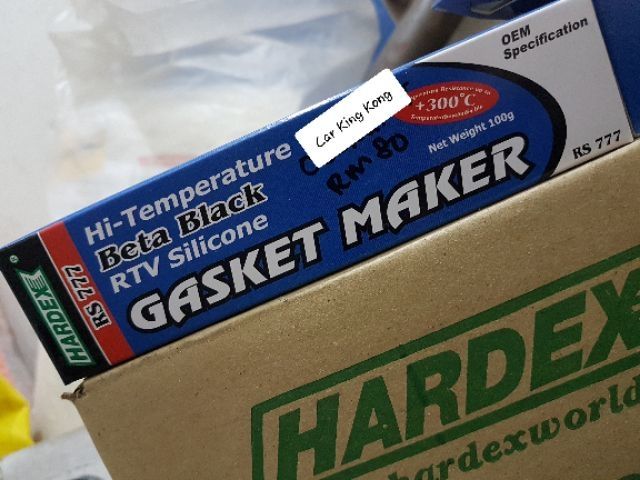 OEM
Specification
+300°C
Net Weight 100g
RS 777
Car King Kong
RM 80
Hi-Temperature
Beta Black
RTV Silicone
GASKET MAKER
HARDEX
RS 777
HARDEX
hardexworld